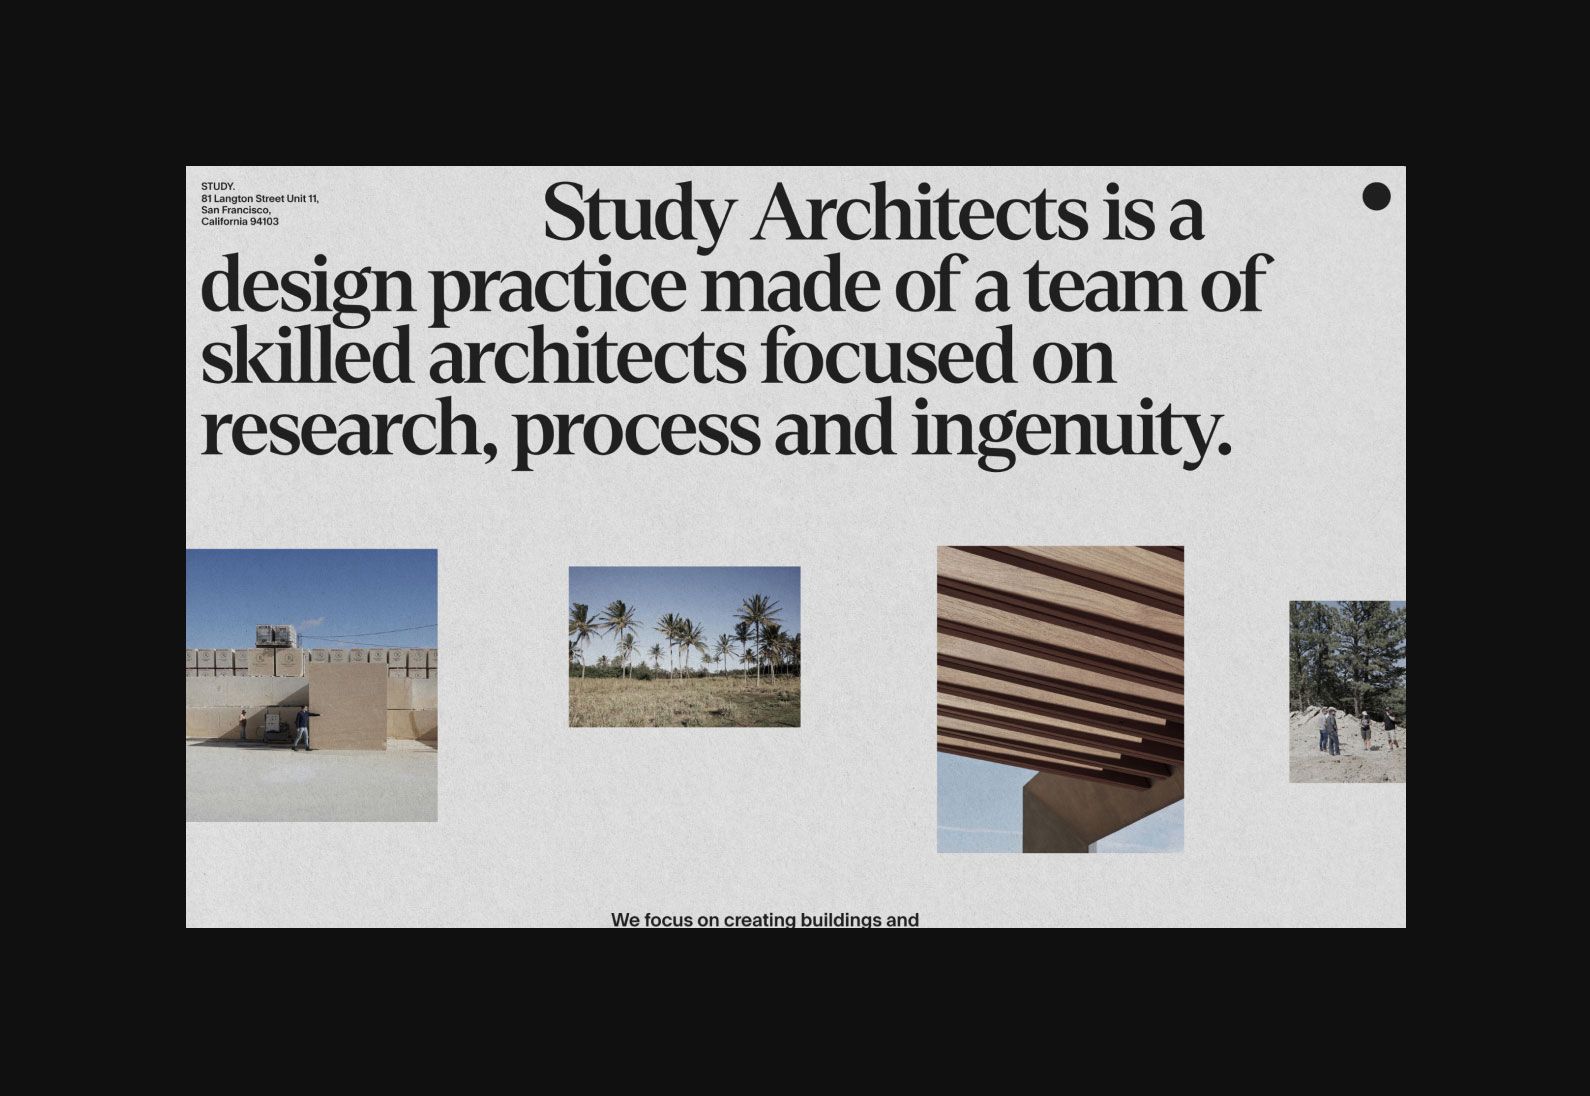 STUDY.
81 Langton Street Unit 11,
San Francisco,
California 94103
Study Architects is a
design practice made of a team of
skilled architects focused on
research, process and ingenuity.
We focus on creating buildings and